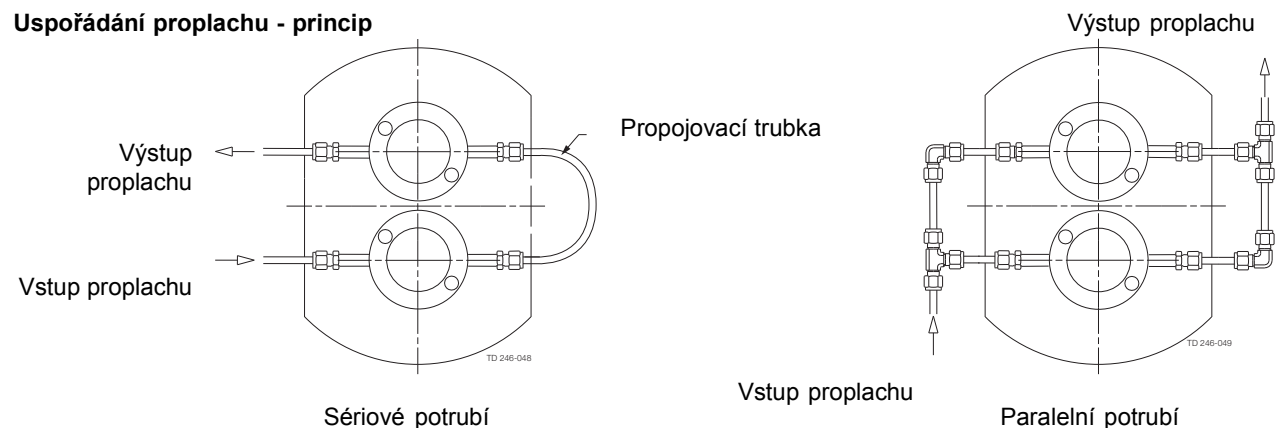 Uspořádání proplachu - princip
Výstup proplachu
Výstup
proplachu
Propojovací trubka
Vstup proplachu
TD 246-048
TD 246-049
Vstup proplachu
Sériové potrubí
Paralelní potrubí